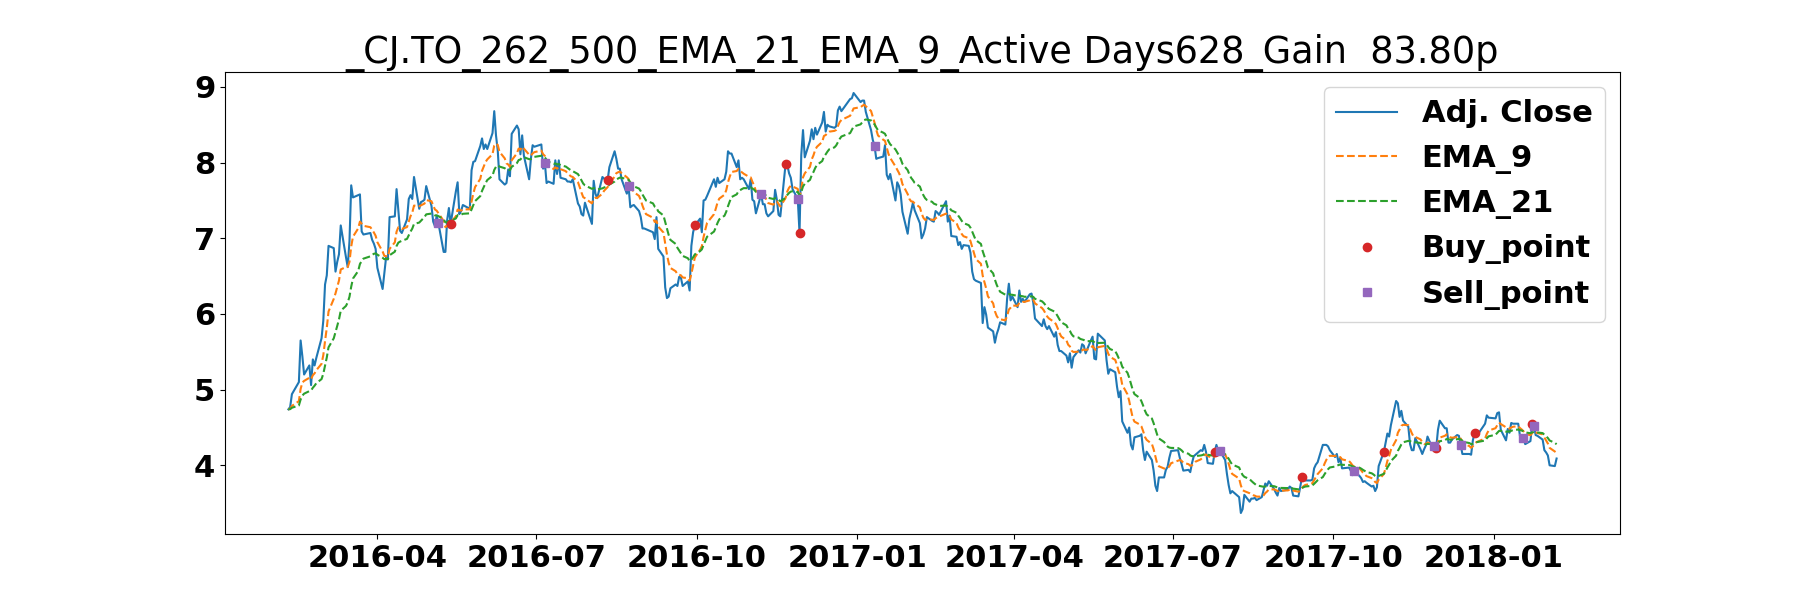 _CJ.TO_262_500_EMA_21_EMA_9_Active Days628_Gain  83.80p
9
8
7
6
5
4
Adj. Close
EMA_9
EMA_21
Buy_point
Sell_point
2016-04 2016-07 2016-10 2017-01 2017-04 2017-07 2017-10 2018-01